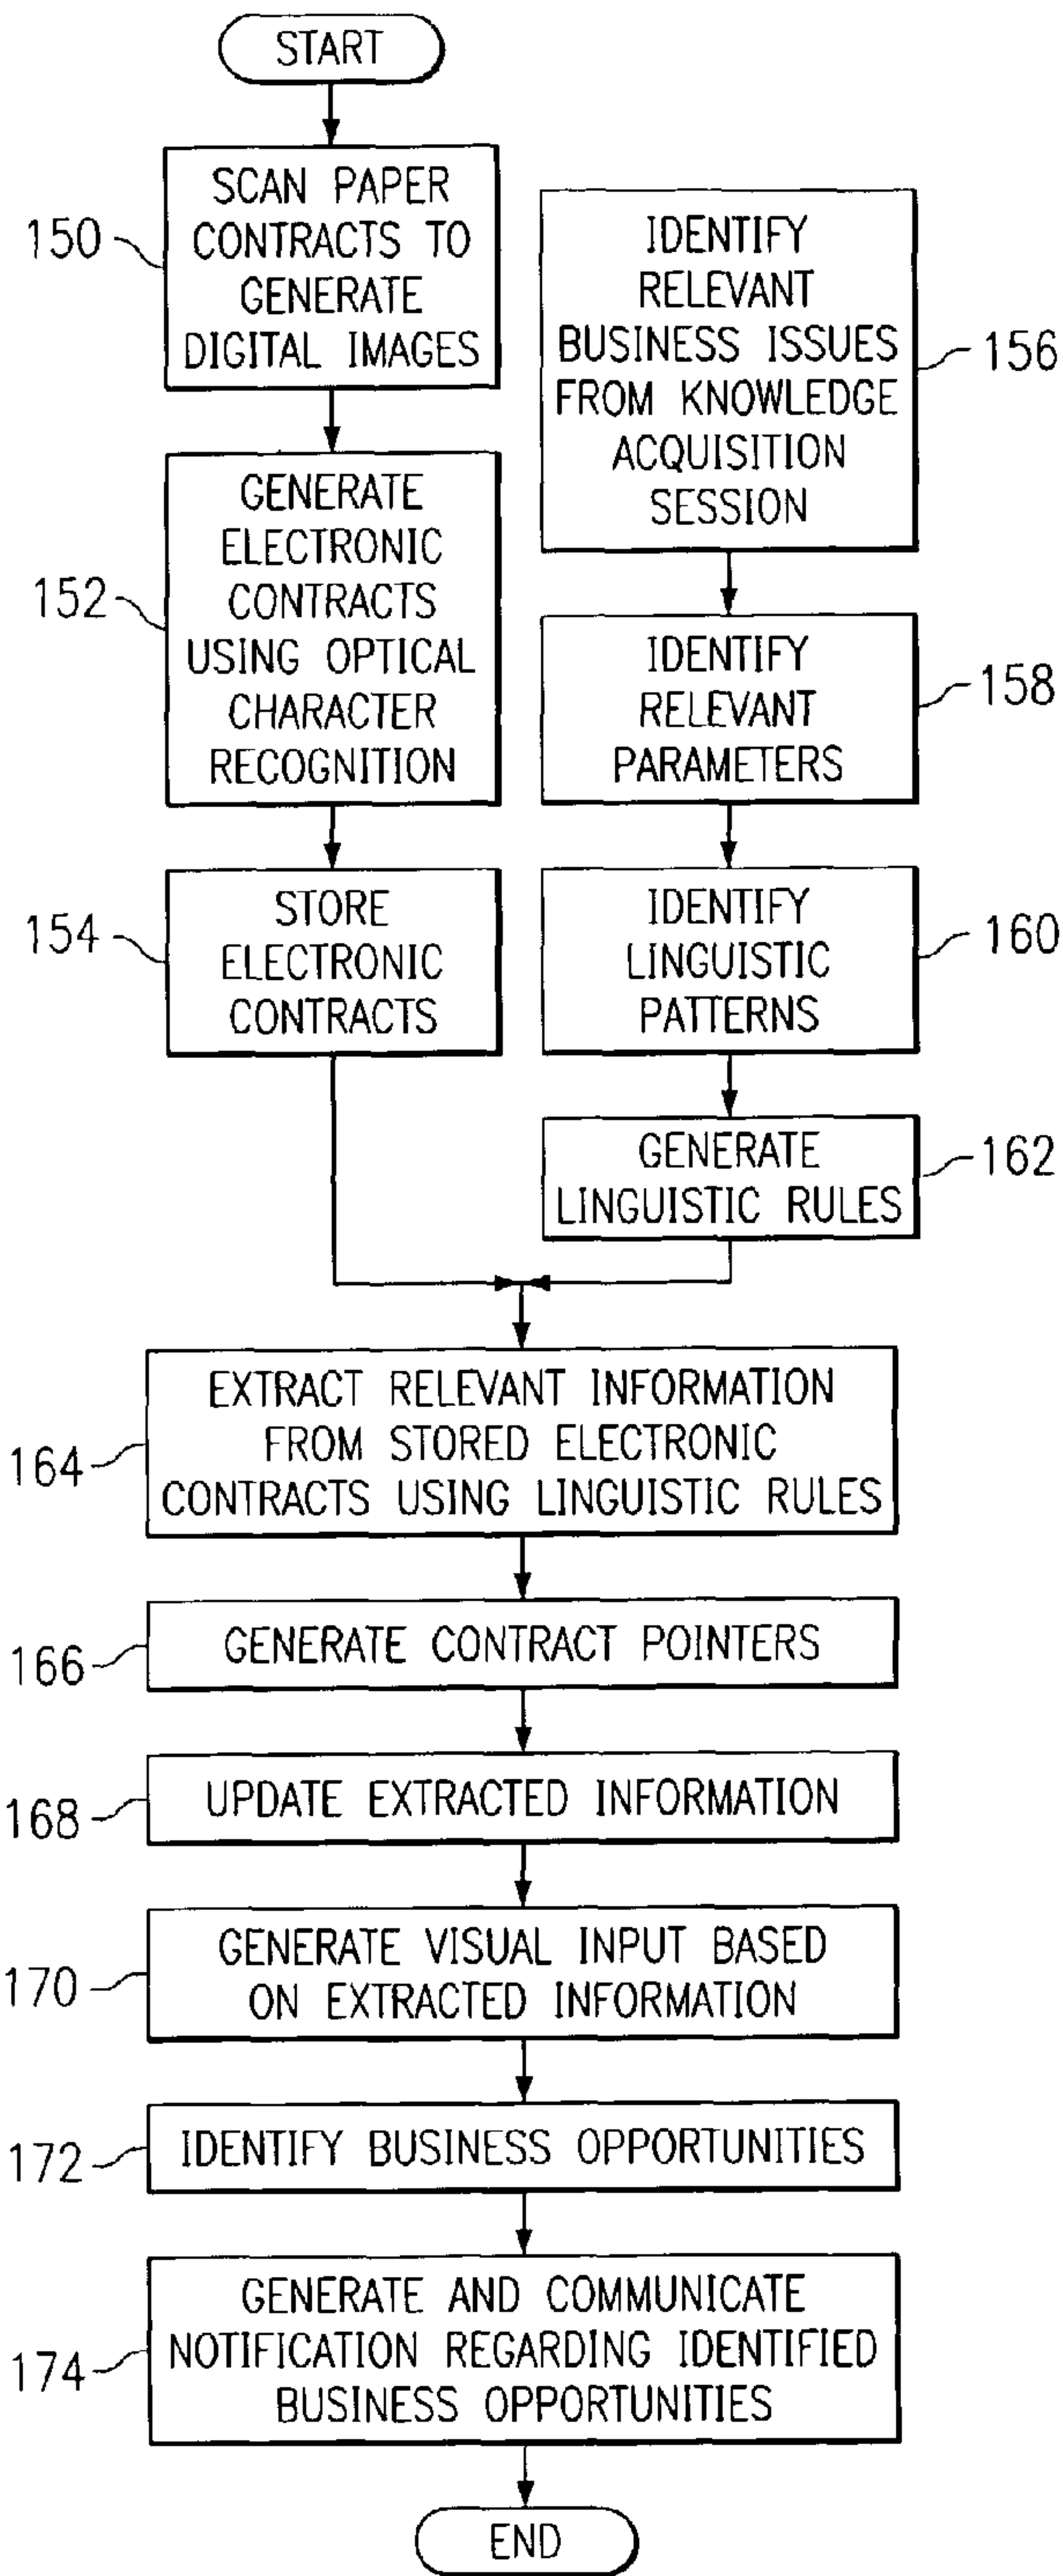 START
150
SCAN PAPER
CONTRACTS TO
GENERATE
DIGITAL IMAGES
152
GENERATE
ELECTRONIC
CONTRACTS
USING OPTICAL
CHARACTER
RECOGNITION
154
STORE
ELECTRONIC
CONTRACTS
IDENTIFY
RELEVANT
BUSINESS ISSUES
FROM KNOWLEDGE
ACQUISITION
SESSION
156
IDENTIFY
RELEVANT
PARAMETERS
158
IDENTIFY
LINGUISTIC
PATTERNS
160
GENERATE
LINGUISTIC RULES
162
164
EXTRACT RELEVANT INFORMATION
FROM STORED ELECTRONIC
CONTRACTS USING LINGUISTIC RULES
166
GENERATE CONTRACT POINTERS
168
UPDATE EXTRACTED INFORMATION
170
GENERATE VISUAL INPUT BASED
ON EXTRACTED INFORMATION
172
IDENTIFY BUSINESS OPPORTUNITIES
174
GENERATE AND COMMUNICATE
NOTIFICATION REGARDING IDENTIFIED
BUSINESS OPPORTUNITIES
END